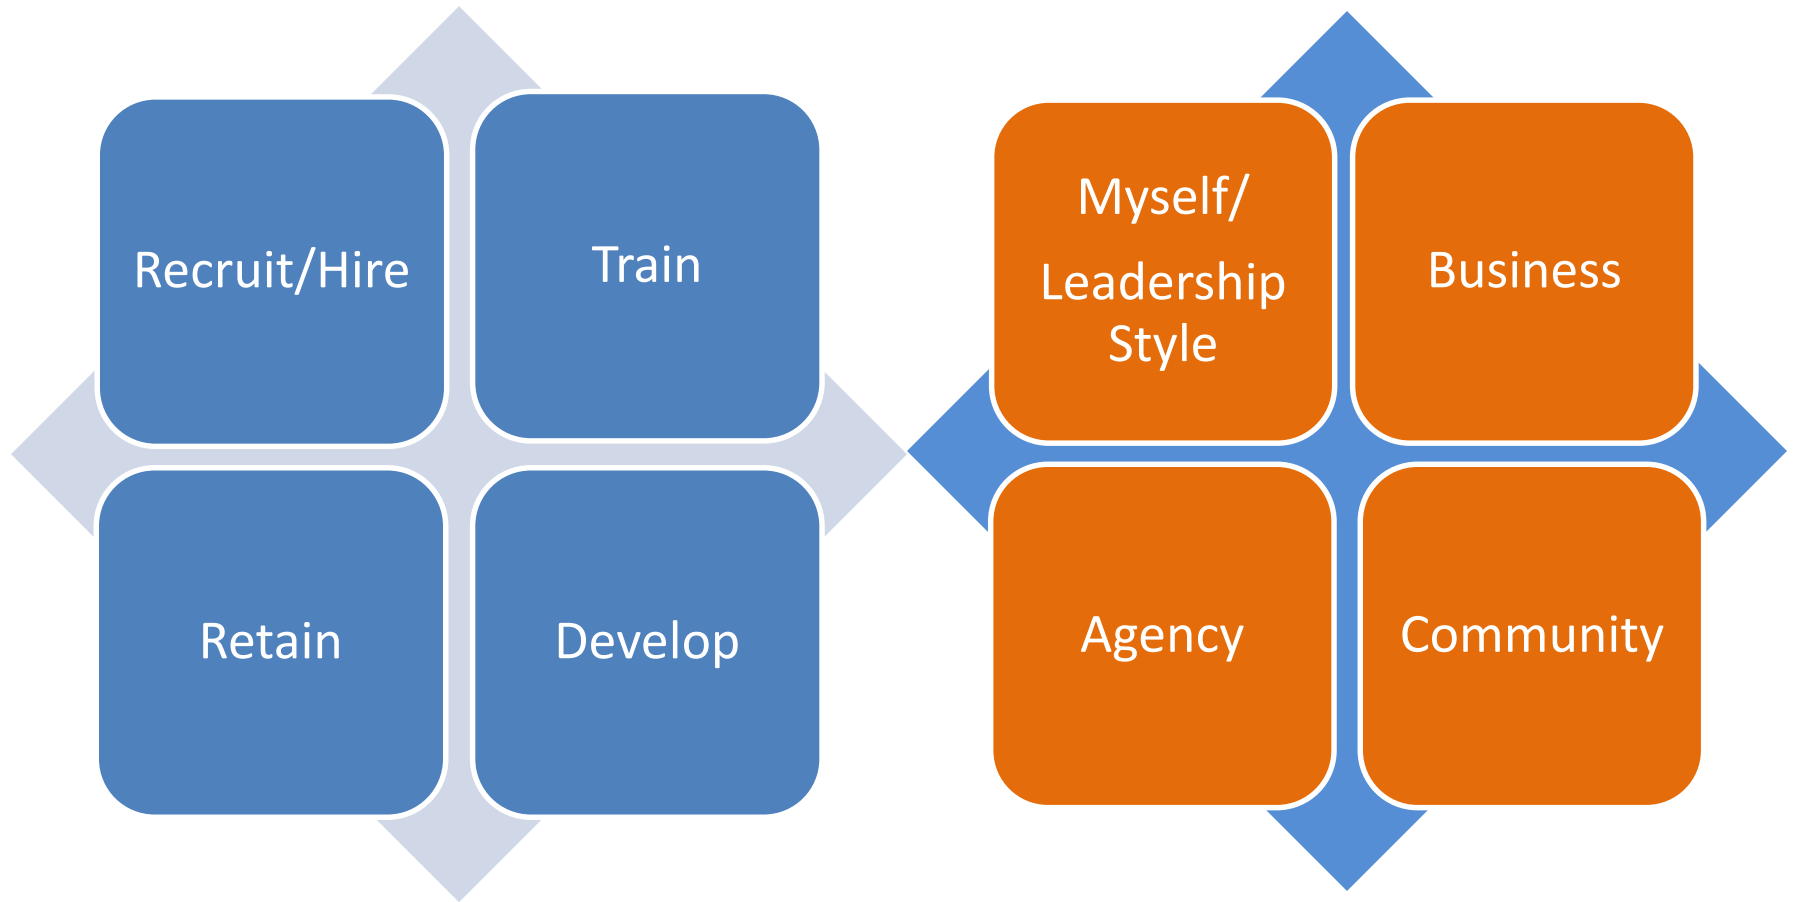 Recruit/Hire
Train
Retain
Develop
Myself/
Leadership
Style
Business
Agency
Community